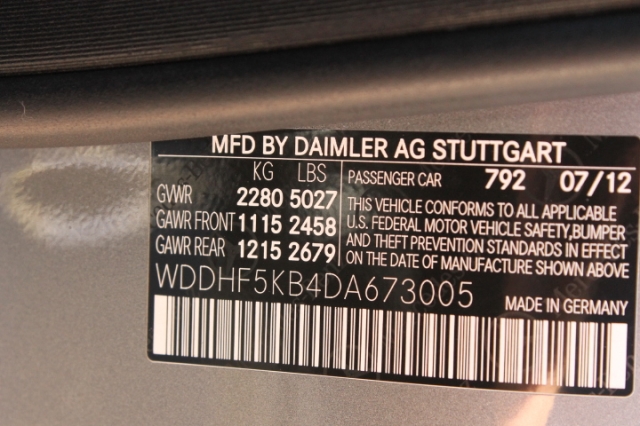 MFD BY DAIMLER AG STUTTGART
KG LBS
GVWR 2280 5027
GAWR FRONT 1115 2458
GAWR REAR 1215 2679
PASSENGER CAR 792 07/12
THIS VEHICLE CONFORMS TO ALL APPLICABLE
U.S. FEDERAL MOTOR VEHICLE SAFETY,BUMPER
AND THEFT PREVENTION STANDARDS IN EFFECT
ON THE DATE OF MANUFACTURE SHOWN ABOVE.
WDDHF5KB4DA673005
MADE IN GERMANY